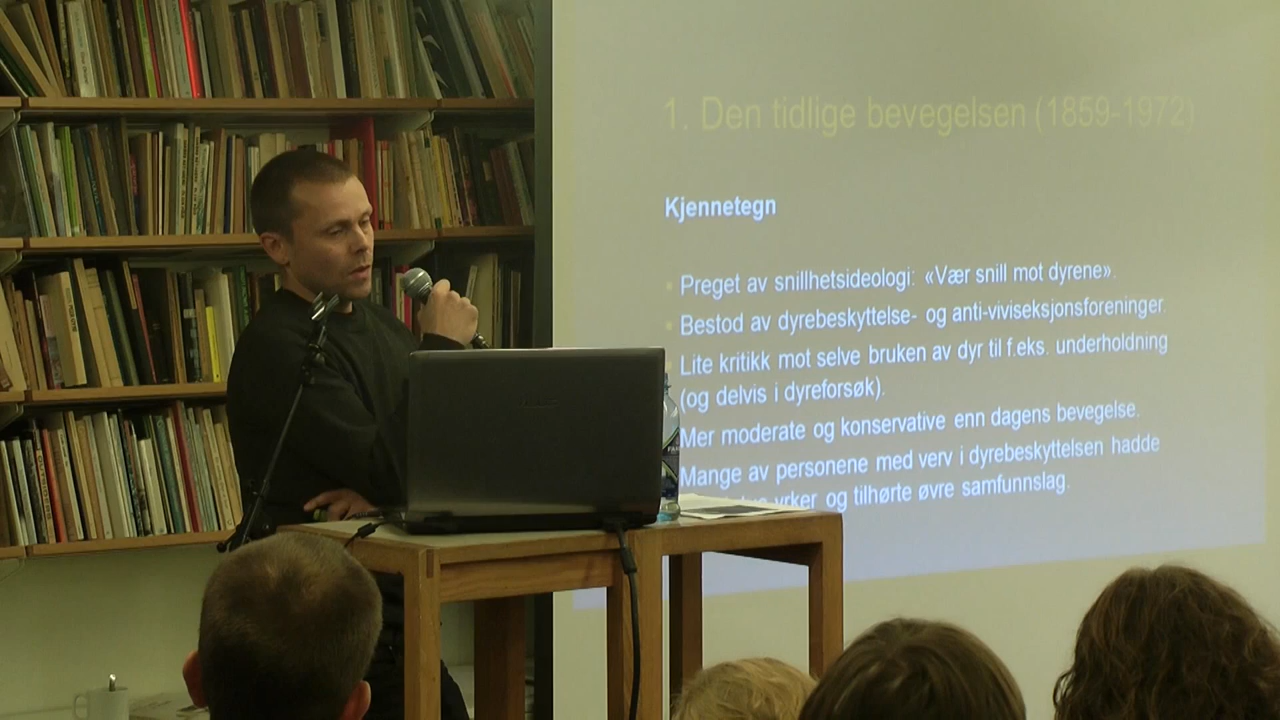 1. Den tidlige bevegelsen (1859-1972)
Kjennetegn
Preget av snillhetsideologi: «Vær snill mot dyrene».
Bestod av dyrebeskyttelse- og anti-viviseksjonsforeninger.
Lite kritikk mot selve bruken av dyr til f.eks. underholdning
(og delvis i dyreforsøk).
Mer moderate og konservative enn dagens bevegelse.
Mange av personene med verv i dyrebeskyttelsen hadde
yrker og tilhørte øvre samfunnslag.